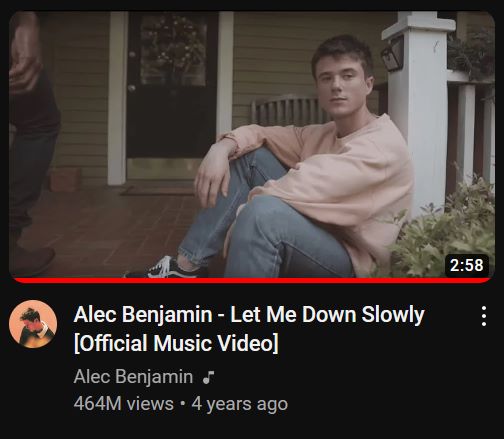 2:58
Alec Benjamin - Let Me Down Slowly
[Official Music Video]
Alec Benjamin
464M views • 4 years ago